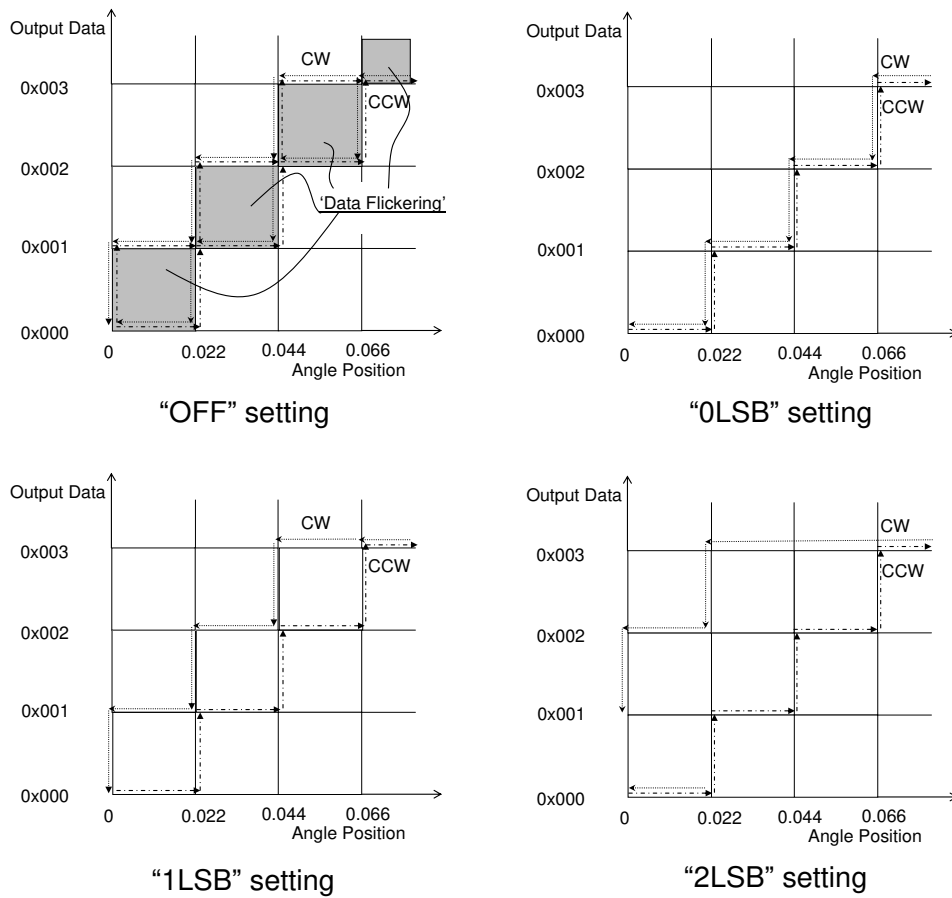 Output Data
CW
0x003
CCW
0x002
'Data Flickering'
0x001
0x000
0
0.022
0.044
0.066
Angle Position
“OFF” setting
Output Data
CW
0x003
CCW
0x002
0x001
0x000
0
0.022
0.044
0.066
Angle Position
“0LSB” setting
Output Data
CW
0x003
CCW
0x002
0x001
0x000
0
0.022
0.044
0.066
Angle Position
“1LSB” setting
Output Data
CW
0x003
CCW
0x002
0x001
0x000
0
0.022
0.044
0.066
Angle Position
“2LSB” setting